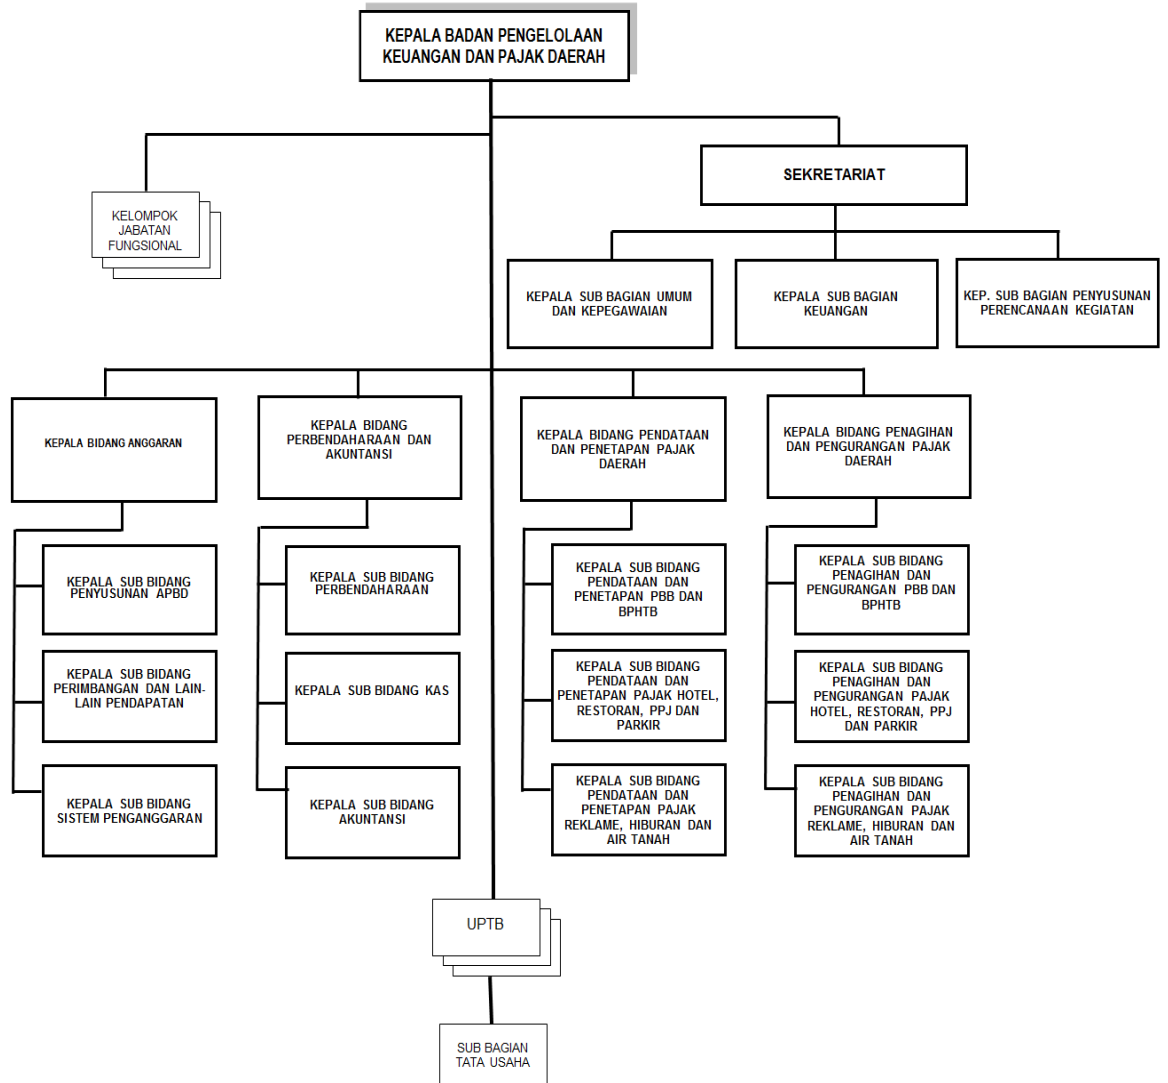 KEPALA BADAN PENGELOLAAN
KEUANGAN DAN PAJAK DAERAH
SEKRETARIAT
KELOMPOK
JABATAN
FUNGSIONAL
KEPALA SUB BAGIAN UMUM
DAN KEPEGAWAIAN
KEPALA SUB BAGIAN
KEUANGAN
KEP. SUB BAGIAN PENYUSUNAN
PERENCANAAN KEGIATAN
KEPALA BIDANG ANGGARAN
KEPALA BIDANG
PERBENDAHARAAN DAN
AKUNTANSI
KEPALA BIDANG PENDATAAN
DAN PENETAPAN PAJAK
DAERAH
KEPALA BIDANG PENAGIHAN
DAN PENGURANGAN PAJAK
DAERAH
KEPALA SUB BIDANG
PENYUSUNAN APBD
KEPALA SUB BIDANG
PERBENDAHARAAN
KEPALA SUB BIDANG
PENDATAAN DAN
PENETAPAN PBB DAN
BPHTB
KEPALA SUB BIDANG
PENAGIHAN DAN
PENGURANGAN PBB DAN
BPHTB
KEPALA SUB BIDANG
PERIMBANGAN DAN LAIN-
LAIN PENDAPATAN
KEPALA SUB BIDANG KAS
KEPALA SUB BIDANG
PENDATAAN DAN
PENETAPAN PAJAK HOTEL,
RESTORAN, PPJ DAN
PARKIR
KEPALA SUB BIDANG
PENAGIHAN DAN
PENGURANGAN PAJAK
HOTEL, RESTORAN, PPJ
DAN PARKIR
KEPALA SUB BIDANG
SISTEM PENGANGGARAN
KEPALA SUB BIDANG
AKUNTANSI
KEPALA SUB BIDANG
PENDATAAN DAN
PENETAPAN PAJAK
REKLAME, HIBURAN DAN
AIR TANAH
KEPALA SUB BIDANG
PENAGIHAN DAN
PENGURANGAN PAJAK
REKLAME, HIBURAN DAN
AIR TANAH
UPTB
SUB BAGIAN
TATA USAHA